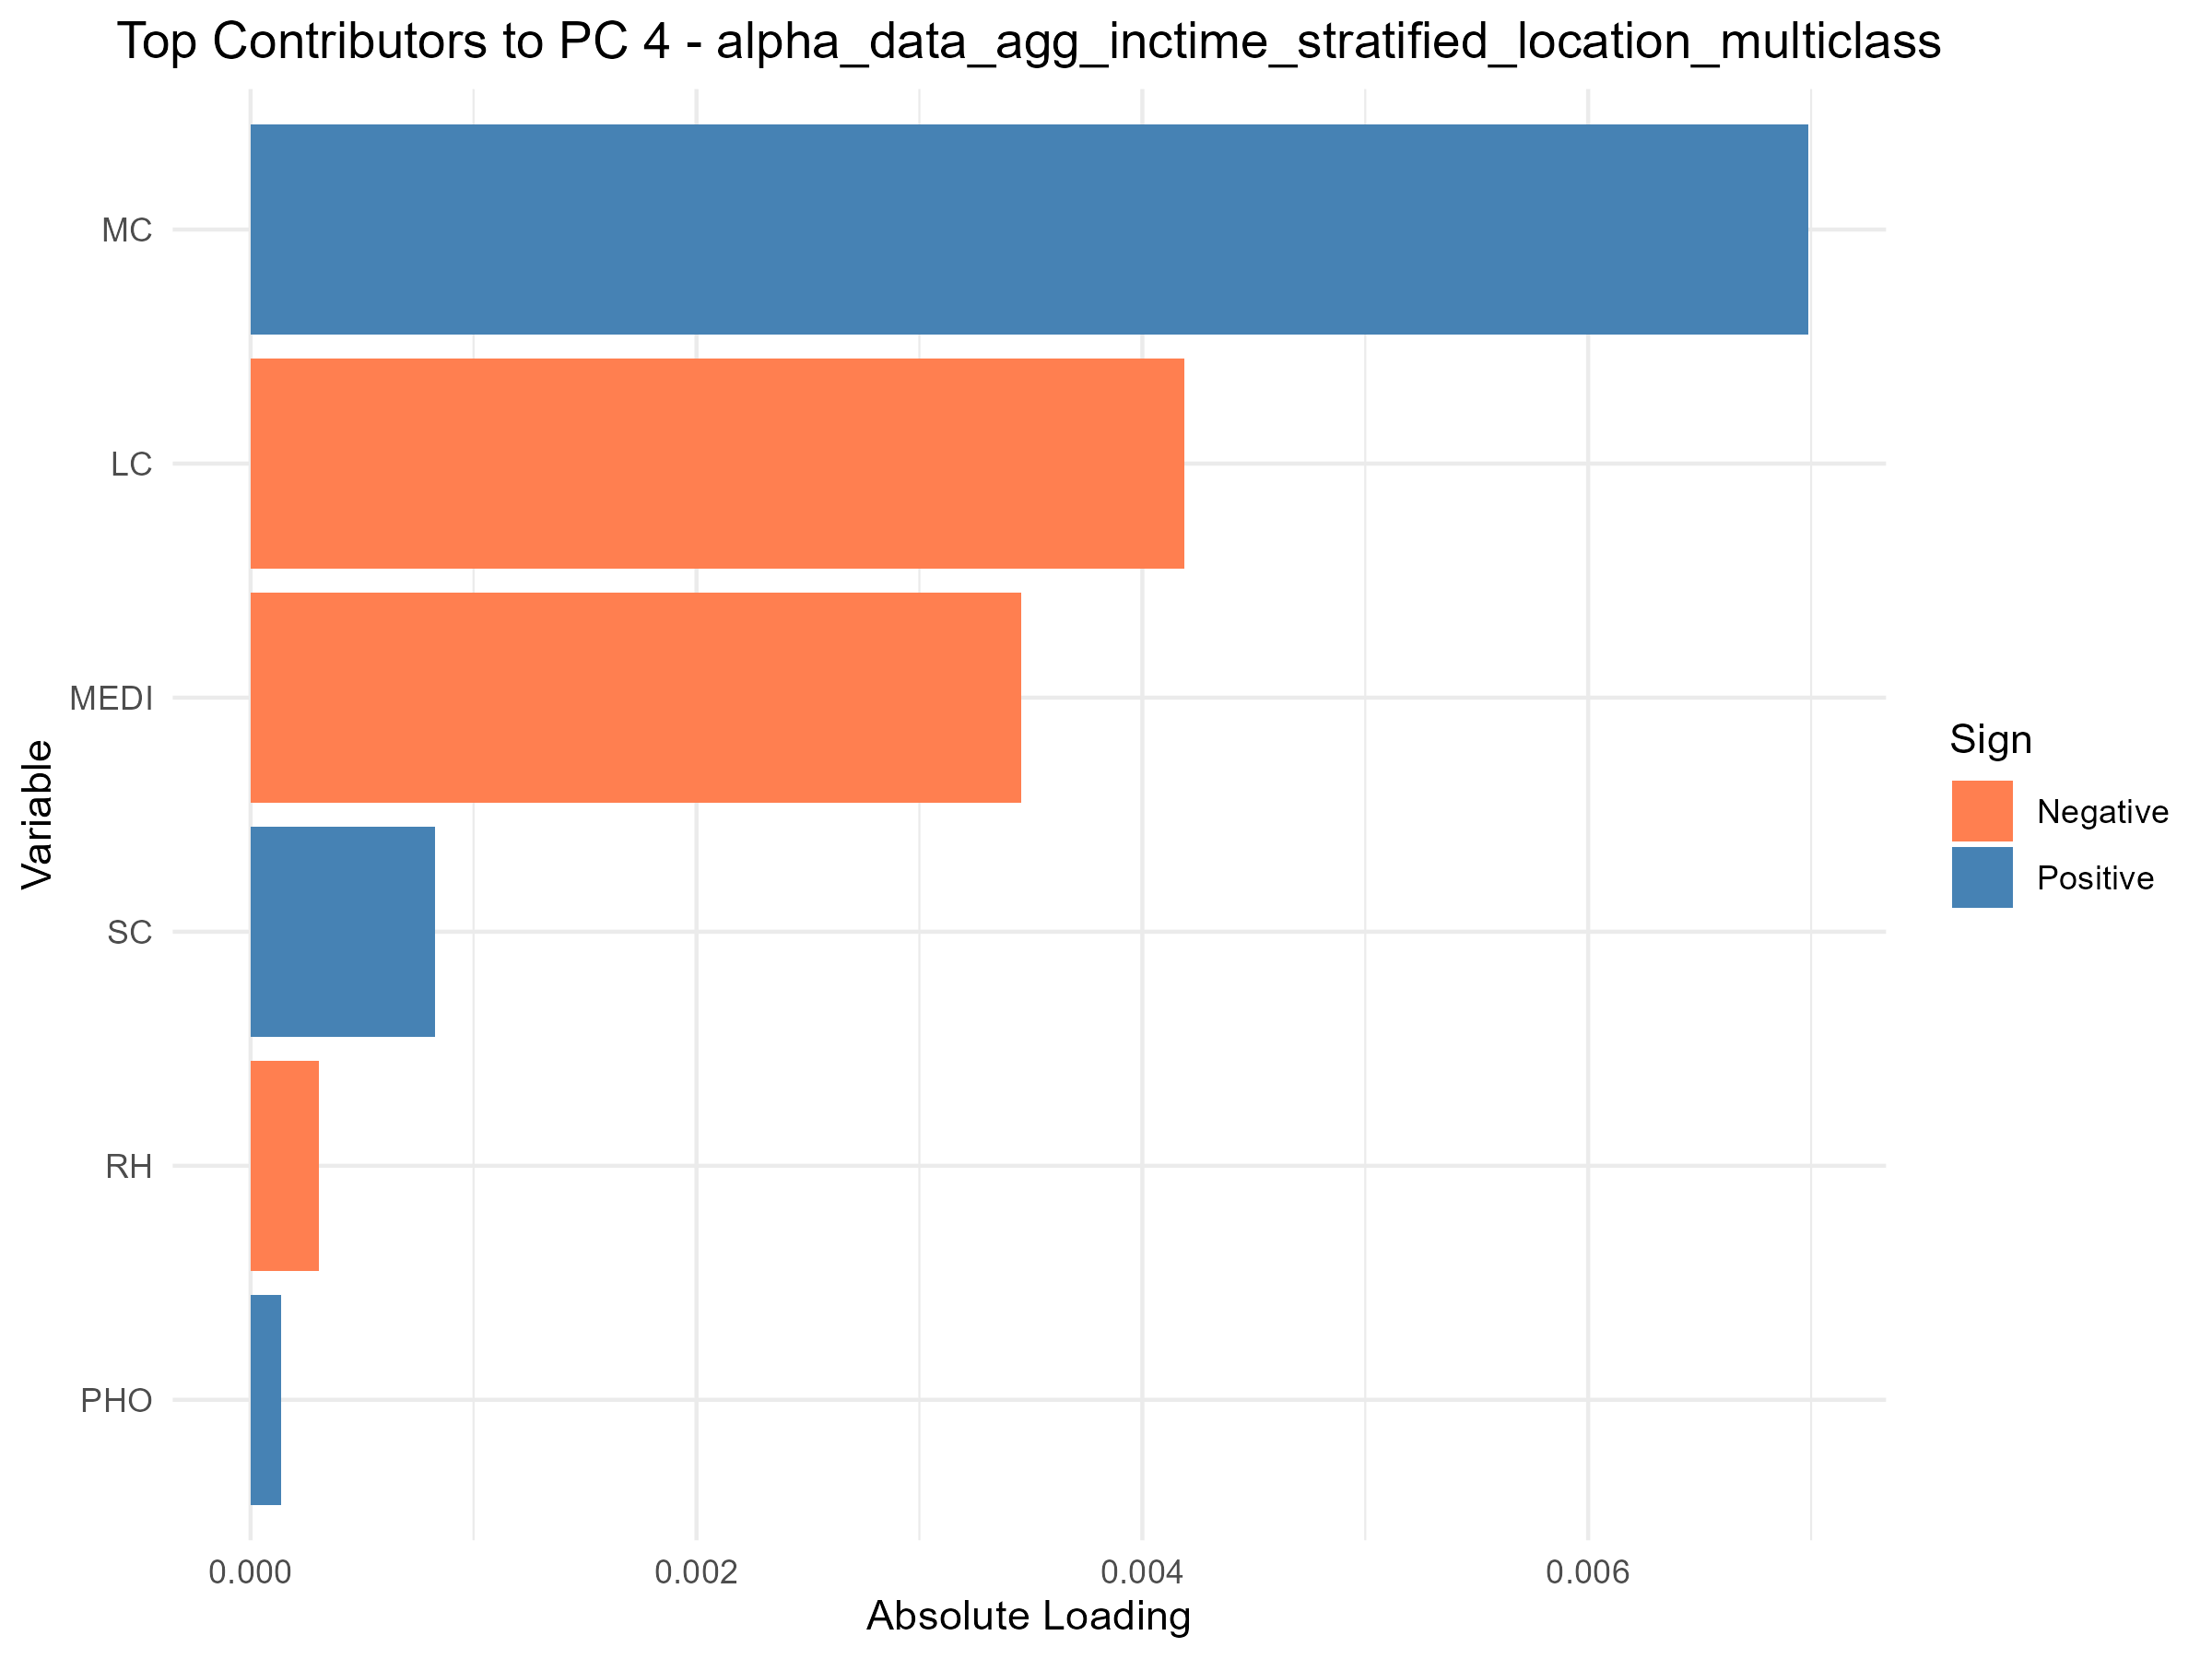 Top Contributors to PC 4 - alpha_data_agg_inctime_stratified_location_multiclass
MC
LC
MEDI
SC
RH
PHO
Variable
0.000
0.002
0.004
0.006
Absolute Loading
Sign
Negative
Positive